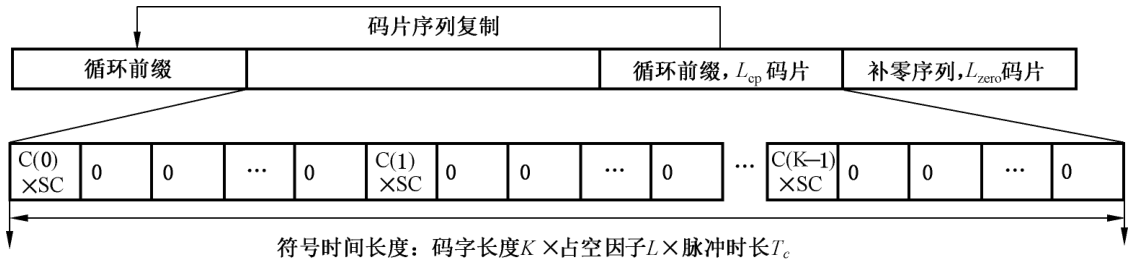 码片序列复制
循环前缀 循环前缀, Lcp 码片 补零序列, Lzero码片
C(0) C(1) C(K—1)
×SC 0 0 ··· 0 ×SC 0 0 ··· 0 ··· ×SC 0 0 ··· 0
符号时间长度：码字长度K ×占空因子L×脉冲时长Tc